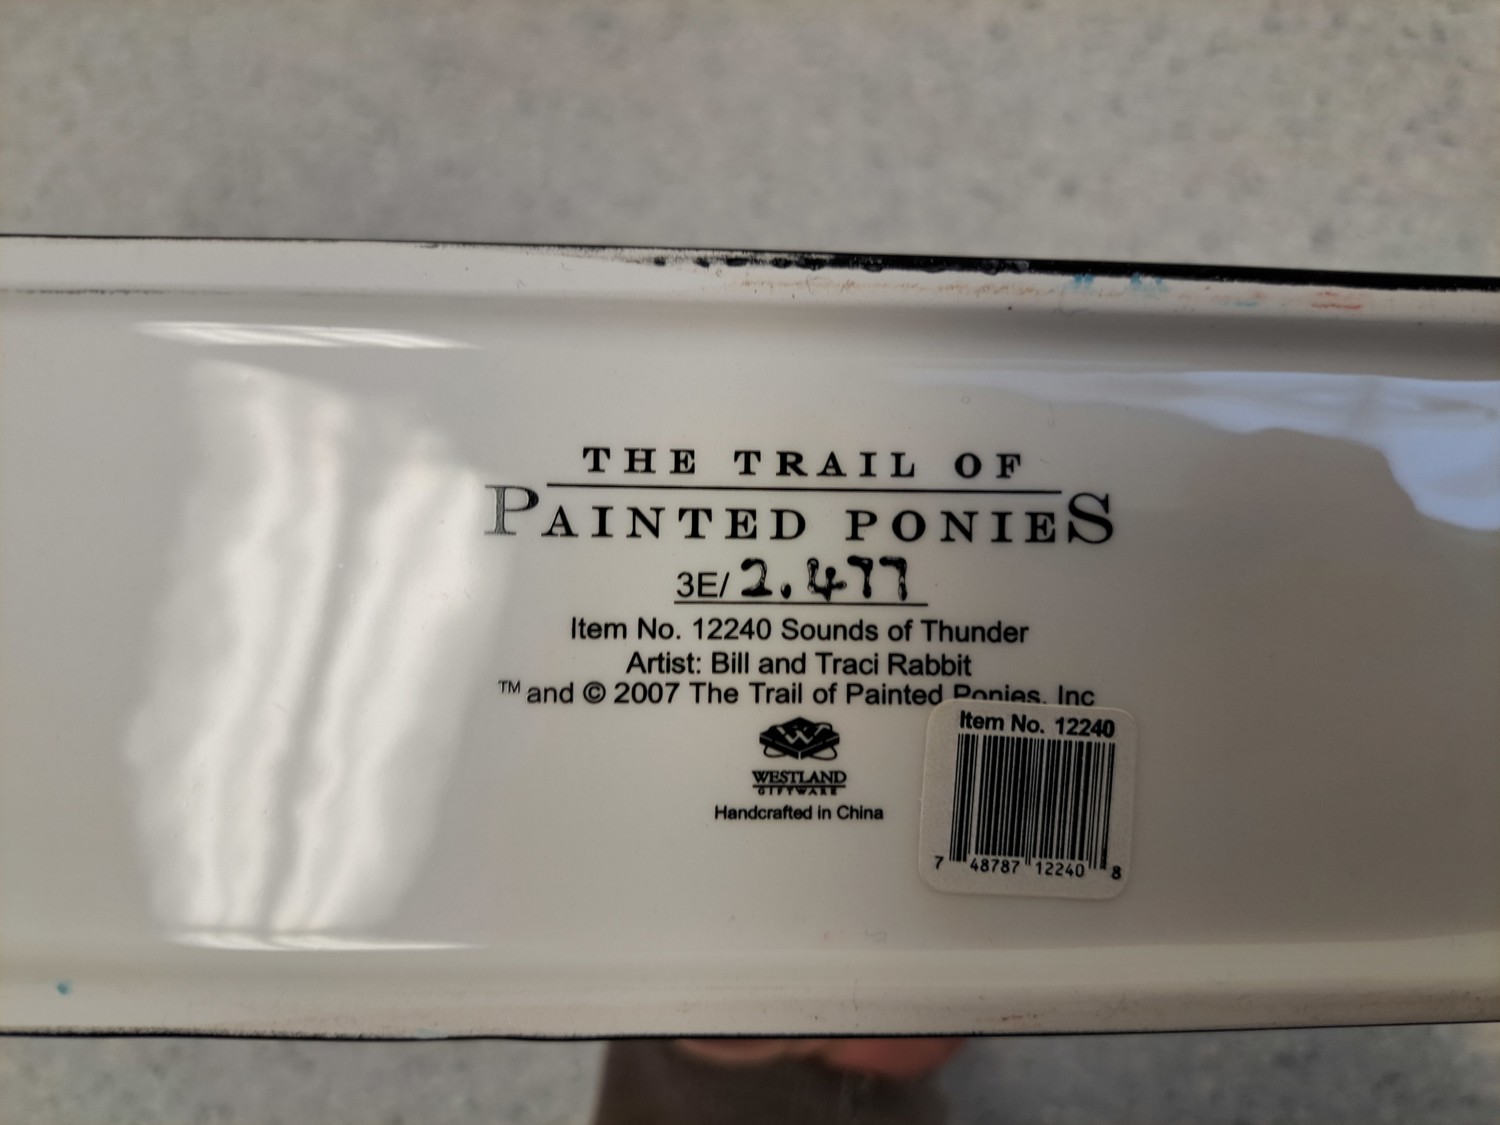 THE TRAIL OF
PAINTED PONIES
3E/ 2.477
Item No. 12240 Sounds of Thunder
Artist: Bill and Traci Rabbit
™ and © 2007 The Trail of Painted Ponies, Inc
Item No. 12240
WESTLAND
GIFTWARE
Handcrafted in China
7 48787 12240 8